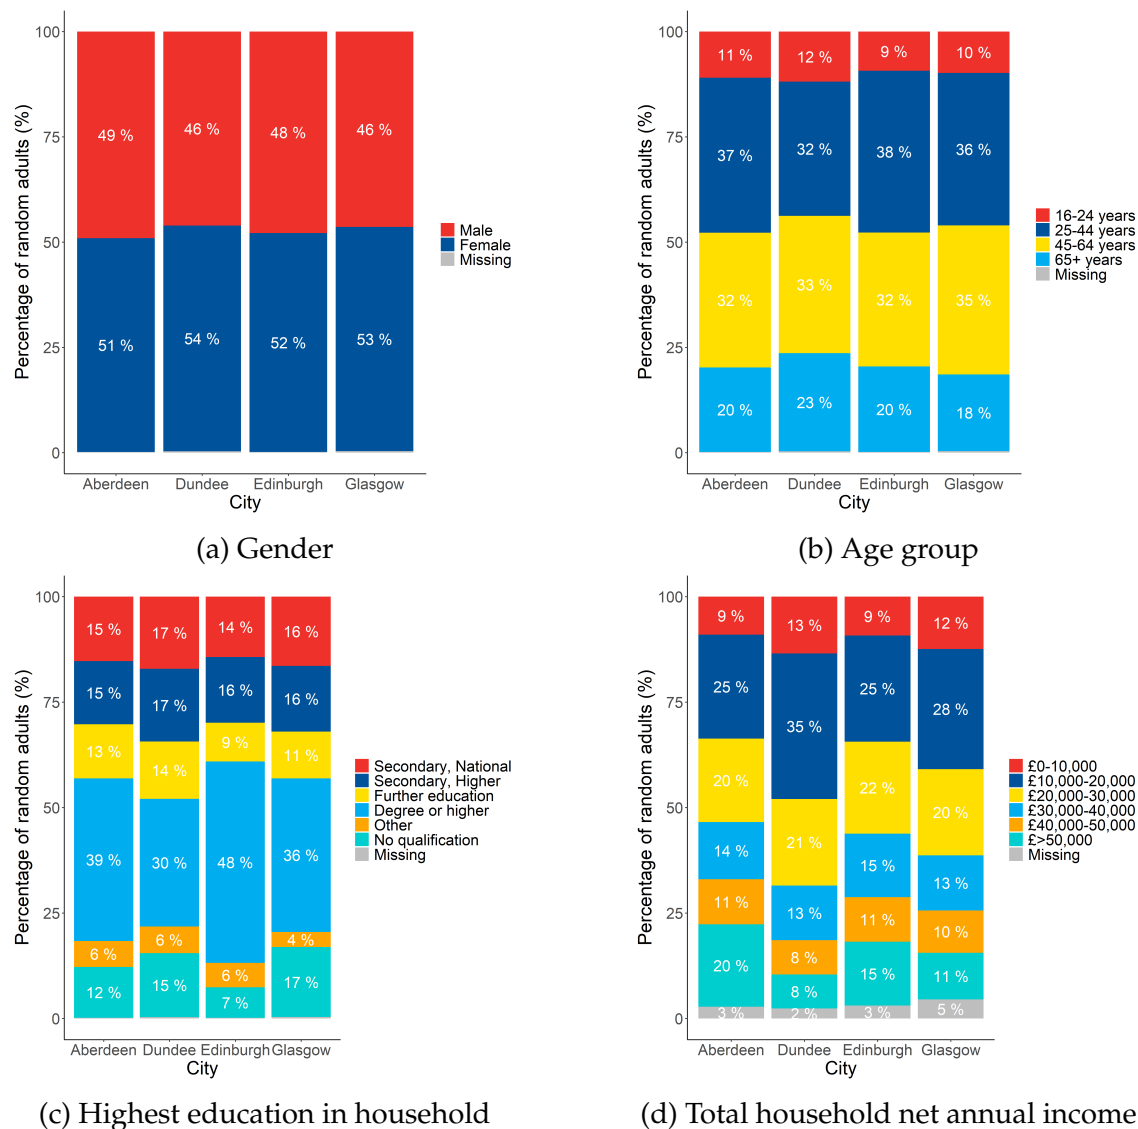 Percentage of random adults (%)
100
75
50
25
0
49 %
46 %
48 %
46 %
51 %
54 %
52 %
53 %
Aberdeen
Dundee
Edinburgh
Glasgow
City
Male
Female
Missing
(a) Gender
Percentage of random adults (%)
100
75
50
25
0
11 %
12 %
9 %
10 %
37 %
32 %
38 %
36 %
32 %
33 %
32 %
35 %
20 %
23 %
20 %
18 %
Aberdeen
Dundee
Edinburgh
Glasgow
City
16-24 years
25-44 years
45-64 years
65+ years
Missing
(b) Age group
Percentage of random adults (%)
100
75
50
25
0
15 %
17 %
14 %
16 %
15 %
17 %
16 %
16 %
13 %
14 %
9 %
11 %
39 %
30 %
48 %
36 %
6 %
6 %
6 %
4 %
12 %
15 %
7 %
17 %
Aberdeen
Dundee
Edinburgh
Glasgow
City
Secondary, National
Secondary, Higher
Further education
Degree or higher
Other
No qualification
Missing
(c) Highest education in household
Percentage of random adults (%)
100
75
50
25
0
9 %
13 %
9 %
12 %
25 %
35 %
25 %
28 %
20 %
21 %
22 %
20 %
14 %
13 %
15 %
13 %
11 %
8 %
11 %
10 %
20 %
8 %
15 %
11 %
3 %
2 %
3 %
5 %
Aberdeen
Dundee
Edinburgh
Glasgow
City
£0-10,000
£10,000-20,000
£20,000-30,000
£30,000-40,000
£40,000-50,000
£>50,000
Missing
(d) Total household net annual income